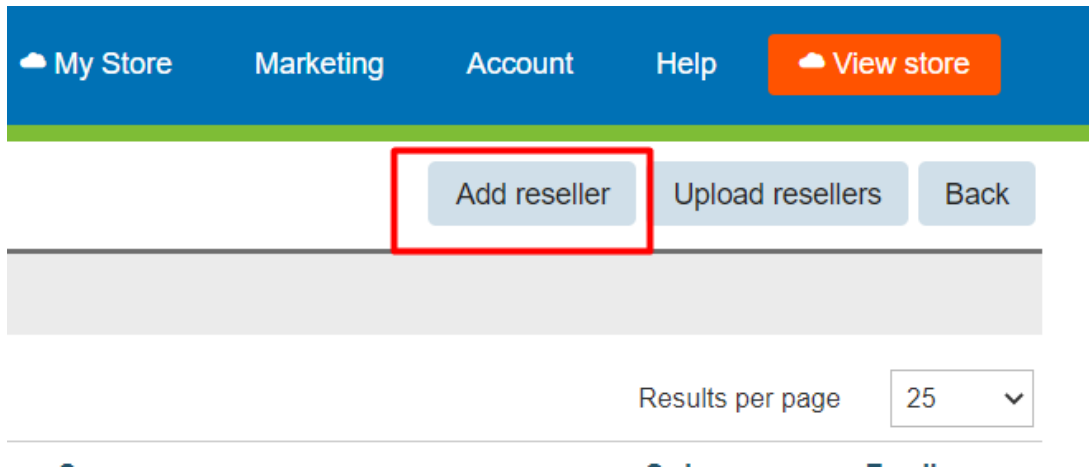 My Store Marketing Account Help View store
Add reseller Upload resellers Back
Results per page 25